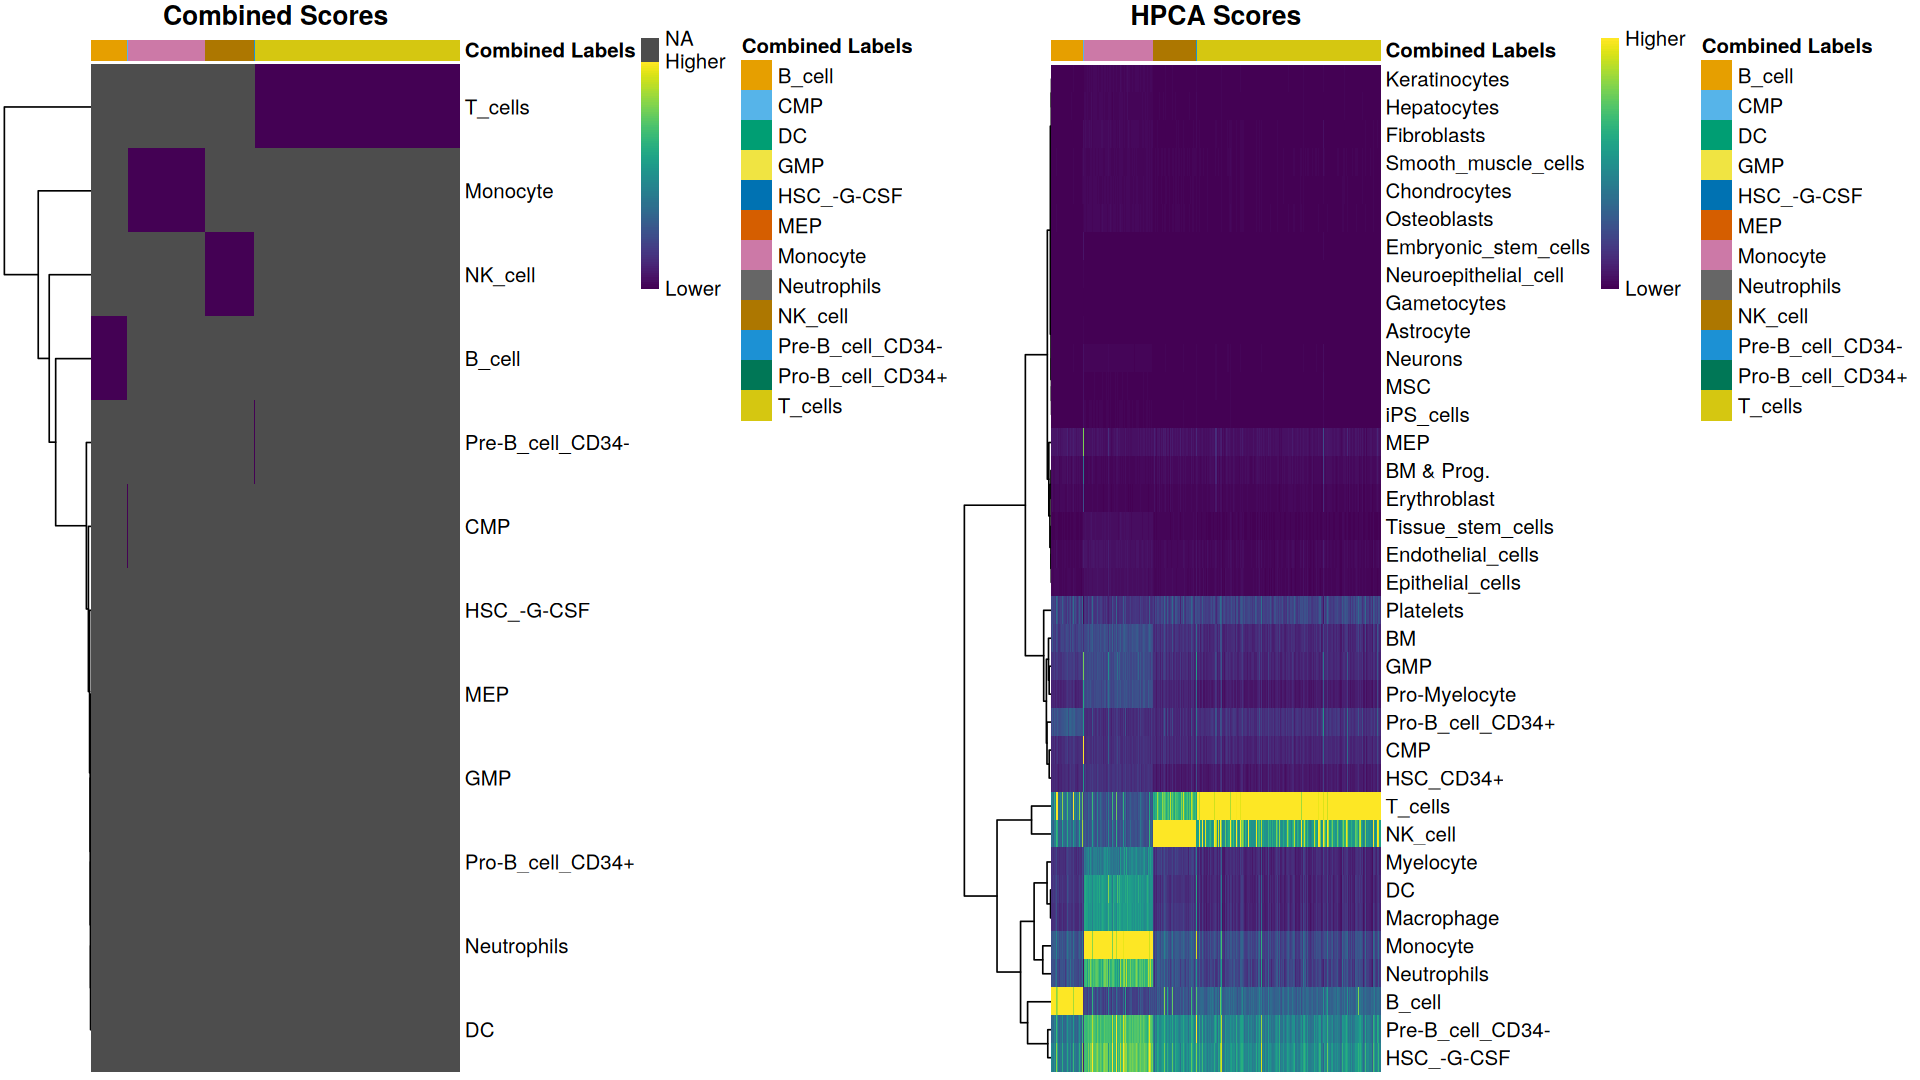 Combined Scores
Combined Labels
T_cells
Monocyte
NK_cell
B_cell
Pre-B_cell_CD34-
CMP
HSC_-G-CSF
MEP
GMP
Pro-B_cell_CD34+
Neutrophils
DC
NA
Higher
Lower
Combined Labels
B_cell
CMP
DC
GMP
HSC_-G-CSF
MEP
Monocyte
Neutrophils
NK_cell
Pre-B_cell_CD34-
Pro-B_cell_CD34+
T_cells
HPCA Scores
Combined Labels
Keratinocytes
Hepatocytes
Fibroblasts
Smooth_muscle_cells
Chondrocytes
Osteoblasts
Embryonic_stem_cells
Neuroepithelial_cell
Gametocytes
Astrocyte
Neurons
MSC
iPS_cells
MEP
BM & Prog.
Erythroblast
Tissue_stem_cells
Endothelial_cells
Epithelial_cells
Platelets
BM
GMP
Pro-Myelocyte
Pro-B_cell_CD34+
CMP
HSC_CD34+
T_cells
NK_cell
Myelocyte
DC
Macrophage
Monocyte
Neutrophils
B_cell
Pre-B_cell_CD34-
HSC_-G-CSF
Higher
Lower
Combined Labels
B_cell
CMP
DC
GMP
HSC_-G-CSF
MEP
Monocyte
Neutrophils
NK_cell
Pre-B_cell_CD34-
Pro-B_cell_CD34+
T_cells